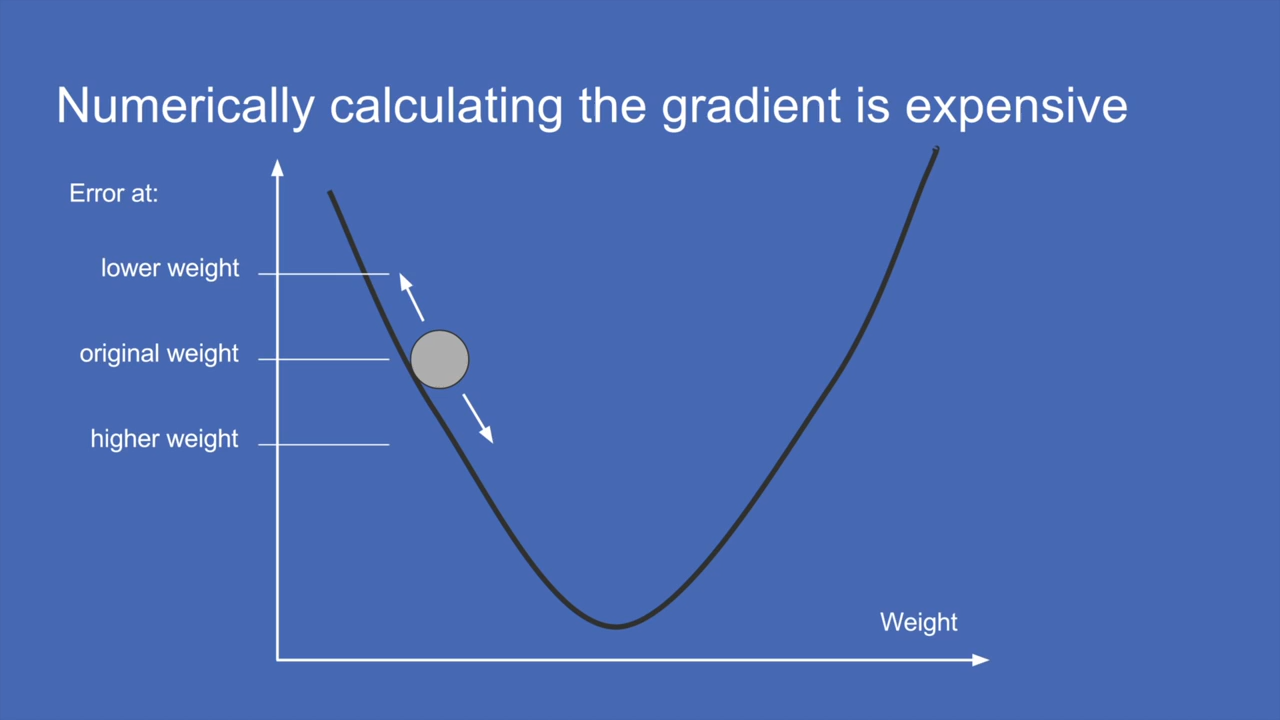 Numerically calculating the gradient is expensive
Error at:
lower weight
original weight
higher weight
Weight